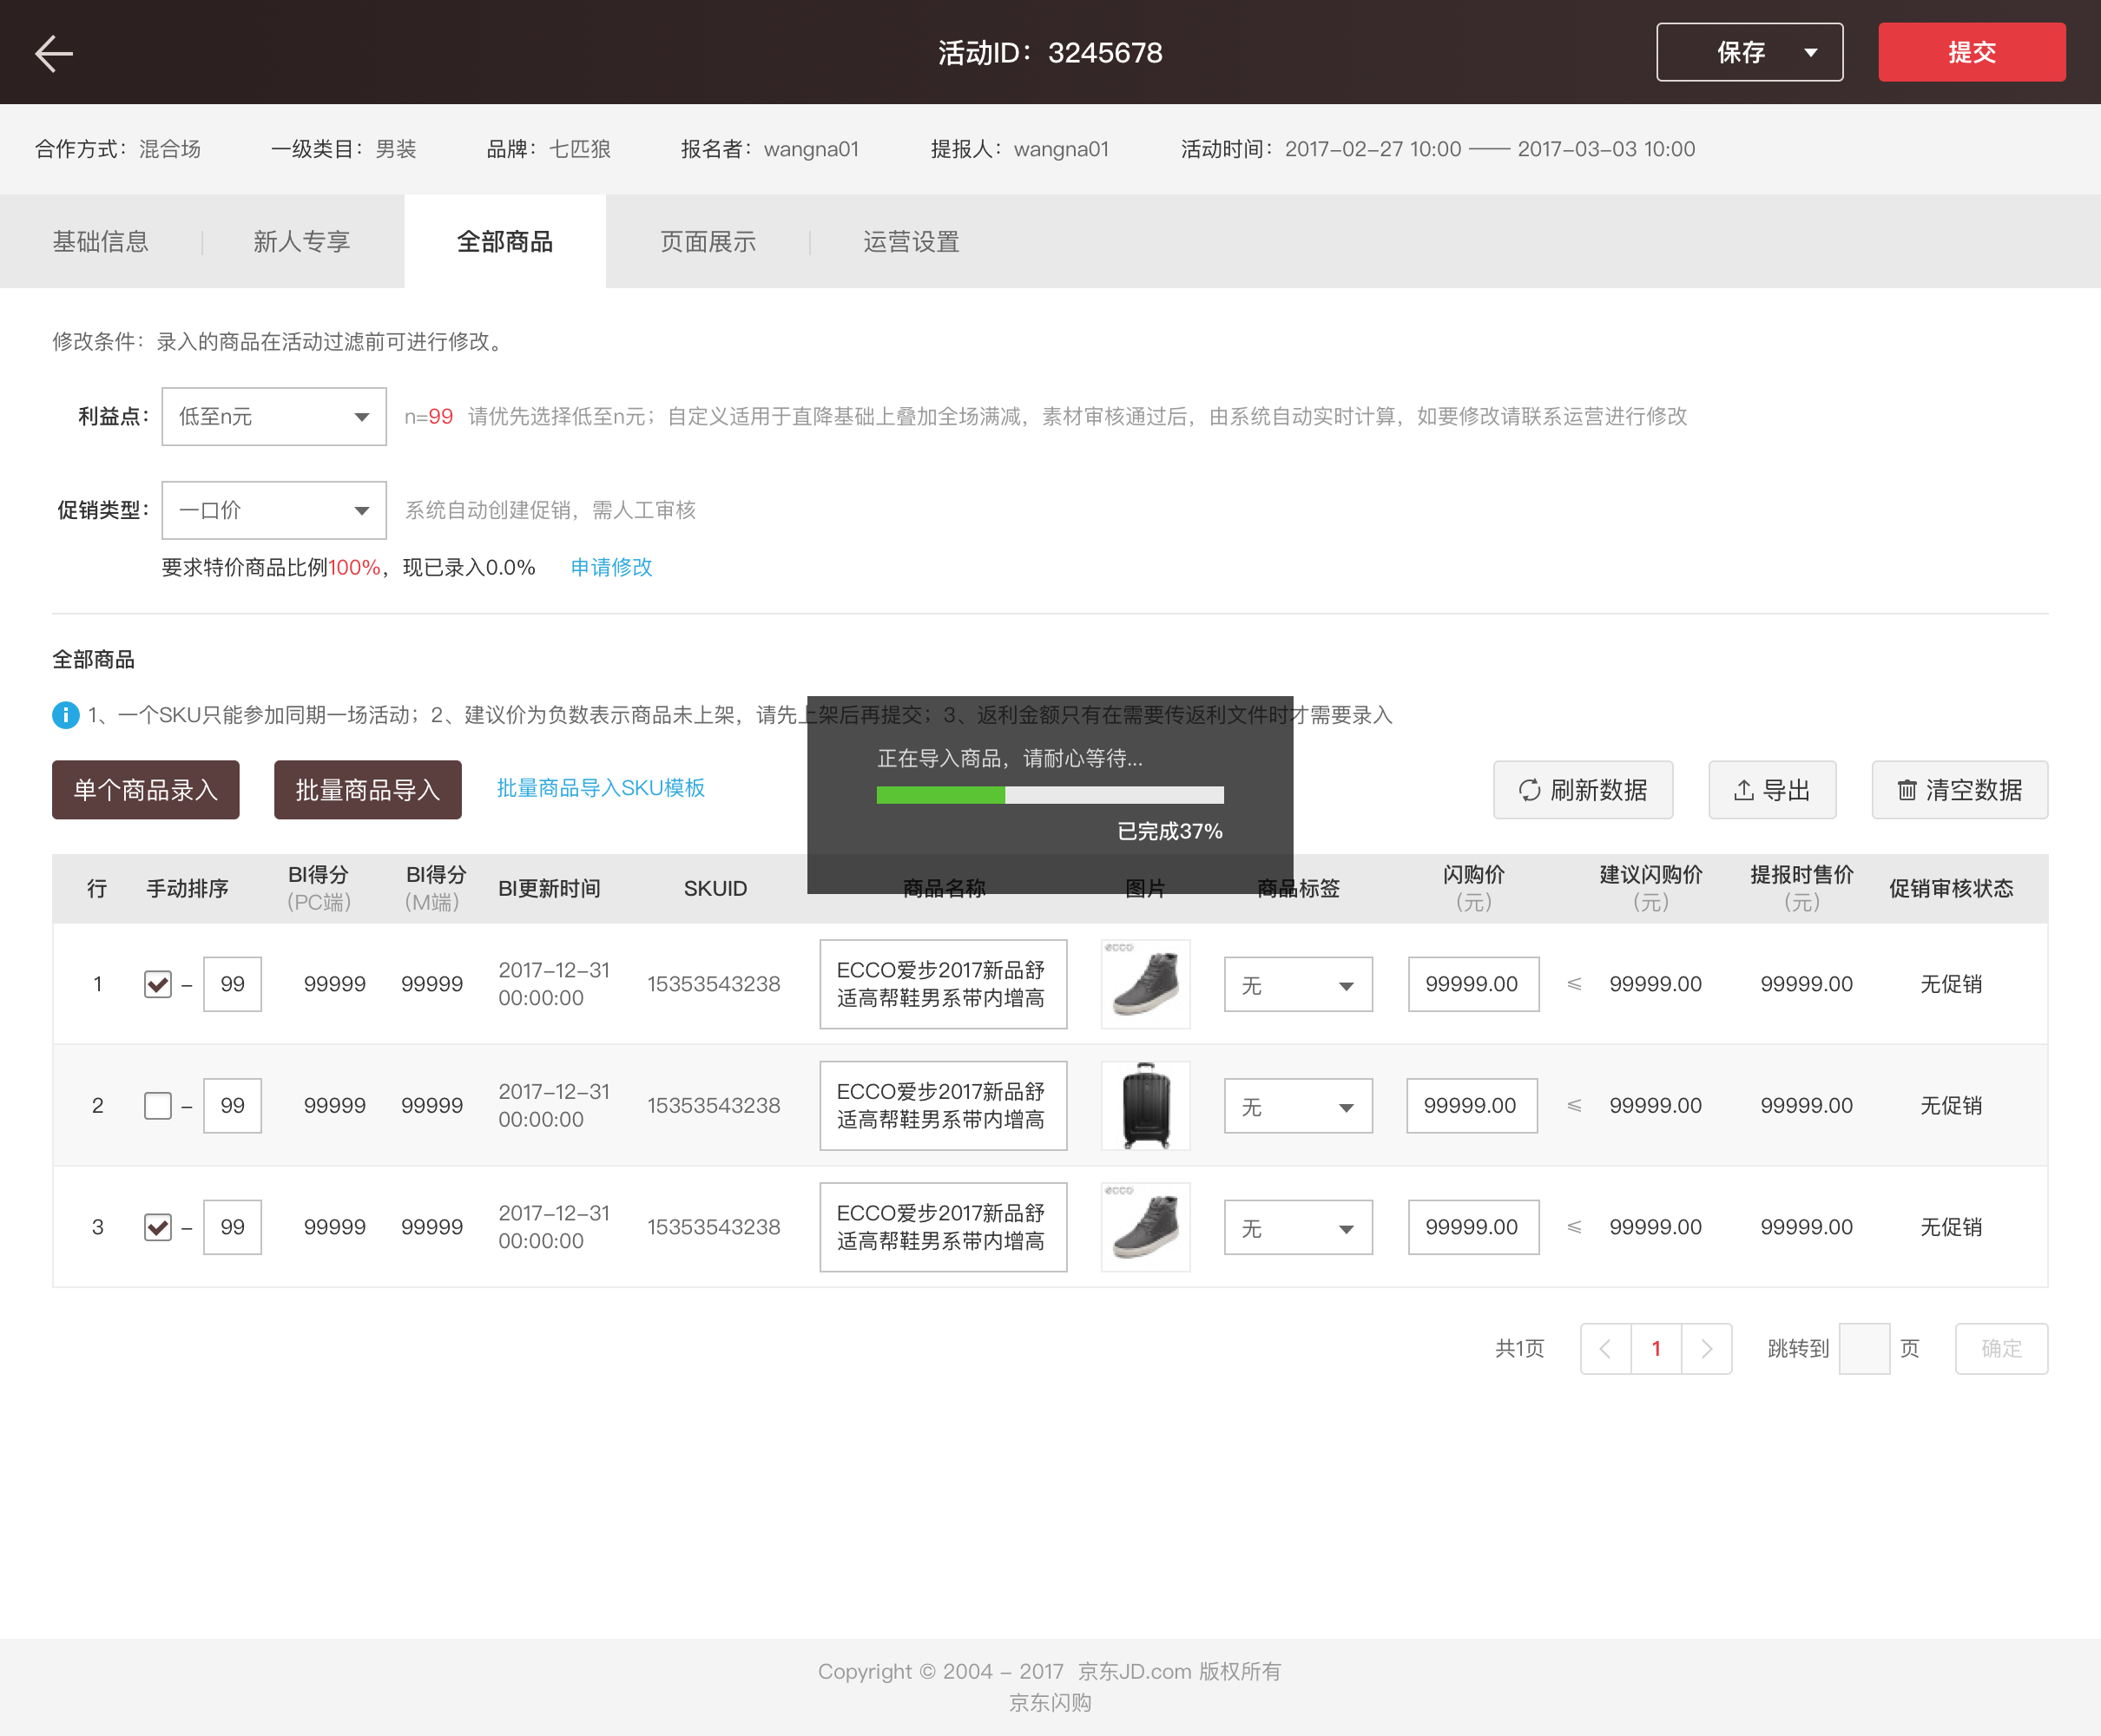 活动ID：3245678
保存
提交
合作方式：混合场 一级类目：男装 品牌：七匹狼 报名者：wangna01 提报人：wangna01 活动时间：2017-02-27 10:00 —— 2017-03-03 10:00
基础信息 新人专享 全部商品 页面展示 运营设置
修改条件：录入的商品在活动过滤前可进行修改。
利益点： 低至n元 n=99 请优先选择低至n元；自定义适用于直降基础上叠加全场满减，素材审核通过后，由系统自动实时计算，如要修改请联系运营进行修改
促销类型： 一口价 系统自动创建促销，需人工审核
要求特价商品比例100%，现已录入0.0% 申请修改
全部商品
1、一个SKU只能参加同期一场活动；2、建议价为负数表示商品未上架，请先上架后再提交；3、返利金额只有在需要传返利文件时才需要录入
正在导入商品，请耐心等待...
已完成37%
单个商品录入 批量商品导入 批量商品导入SKU模板 刷新数据 导出 清空数据
行 手动排序 BI得分（PC端） BI得分（M端） BI更新时间 SKUID 商品名称 图片 商品标签 闪购价（元） 建议闪购价（元） 提报时售价（元） 促销审核状态
1 – 99 99999 99999 2017-12-31 00:00:00 15353543238 ECCO爱步2017新品舒适高帮鞋男系带内增高 ecco 无 99999.00 ≤ 99999.00 99999.00 无促销
2 – 99 99999 99999 2017-12-31 00:00:00 15353543238 ECCO爱步2017新品舒适高帮鞋男系带内增高 无 99999.00 ≤ 99999.00 99999.00 无促销
3 – 99 99999 99999 2017-12-31 00:00:00 15353543238 ECCO爱步2017新品舒适高帮鞋男系带内增高 ecco 无 99999.00 ≤ 99999.00 99999.00 无促销
共1页 1 跳转到 页 确定
Copyright © 2004 - 2017 京东JD.com 版权所有
京东闪购